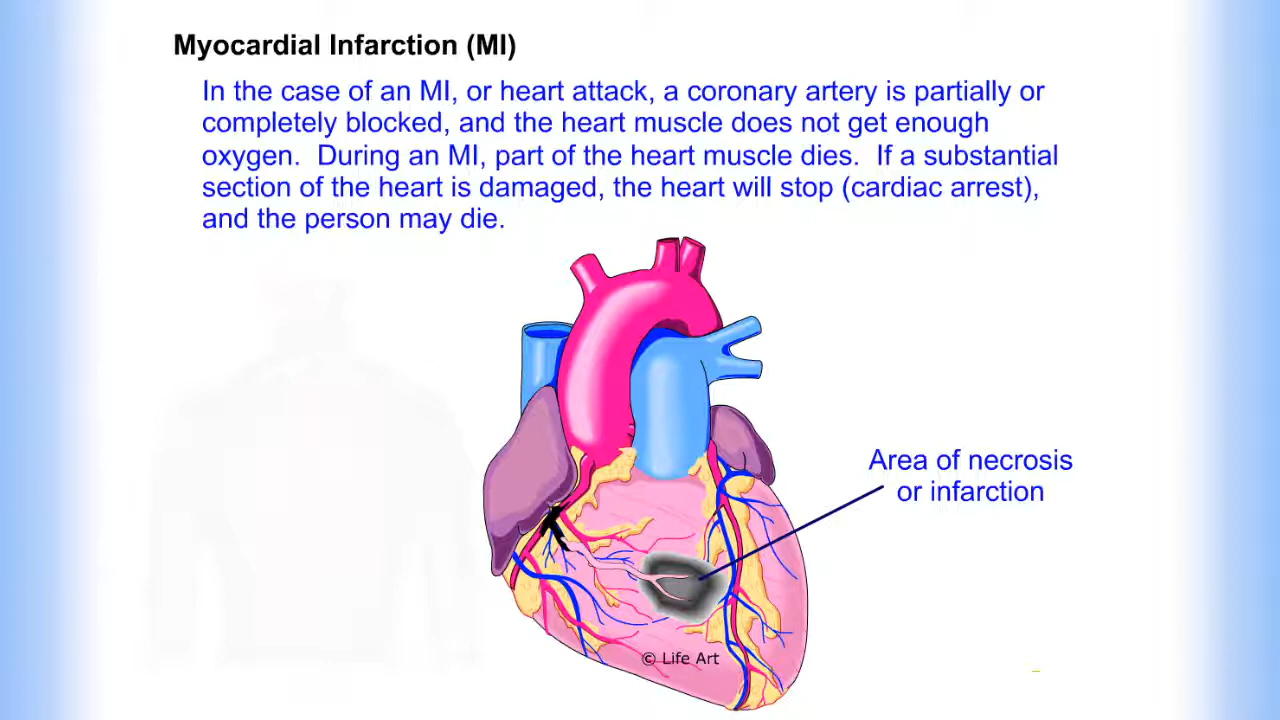 Myocardial Infarction (MI)
In the case of an MI, or heart attack, a coronary artery is partially or
completely blocked, and the heart muscle does not get enough
oxygen.  During an MI, part of the heart muscle dies.  If a substantial
section of the heart is damaged, the heart will stop (cardiac arrest),
and the person may die.
Area of necrosis
or infarction
© Life Art